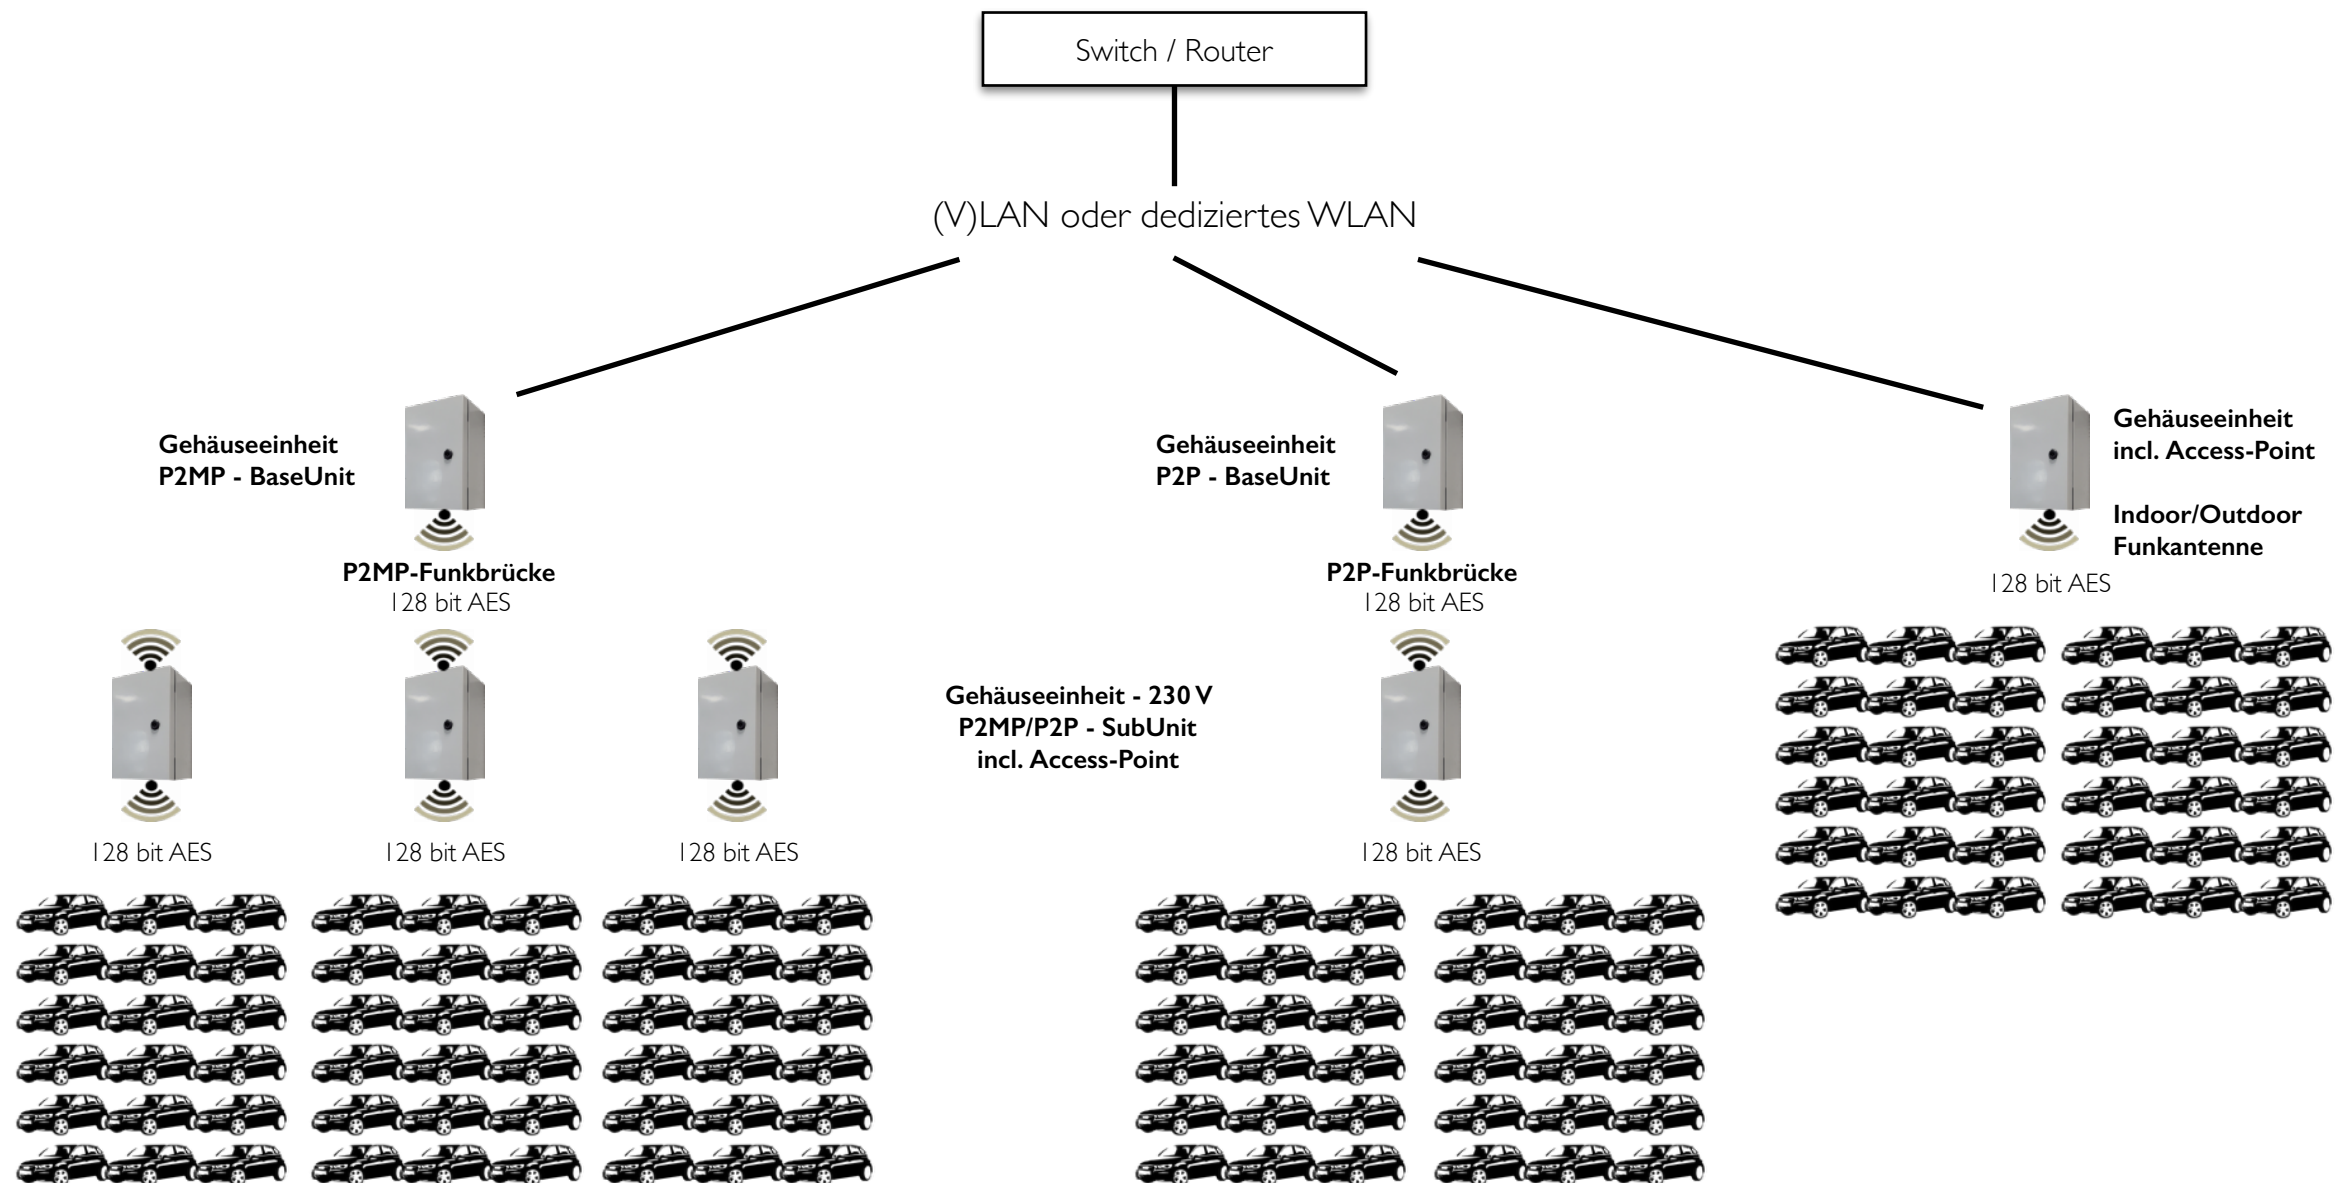 Switch / Router
(V)LAN oder dediziertes WLAN
Gehäuseeinheit
P2MP - BaseUnit
P2MP-Funkbrücke
128 bit AES
Gehäuseeinheit
P2P - BaseUnit
P2P-Funkbrücke
128 bit AES
Gehäuseeinheit
incl. Access-Point
Indoor/Outdoor
Funkantenne
128 bit AES
Gehäuseeinheit - 230 V
P2MP/P2P - SubUnit
incl. Access-Point
128 bit AES
128 bit AES
128 bit AES
128 bit AES